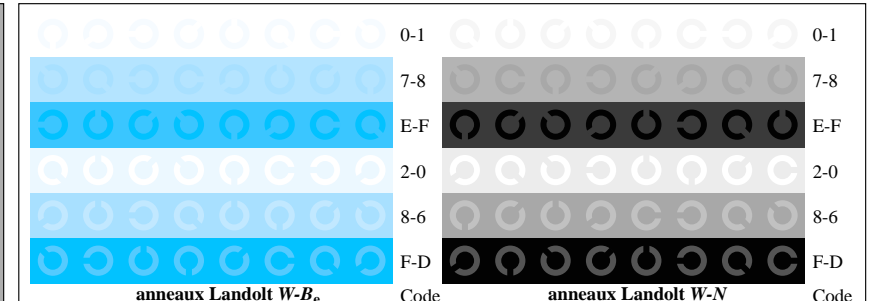 0-1 0-1
7-8 7-8
E-F E-F
2-0 2-0
8-6 8-6
F-D F-D
anneaux Landolt W-Be Code anneaux Landolt W-N Code